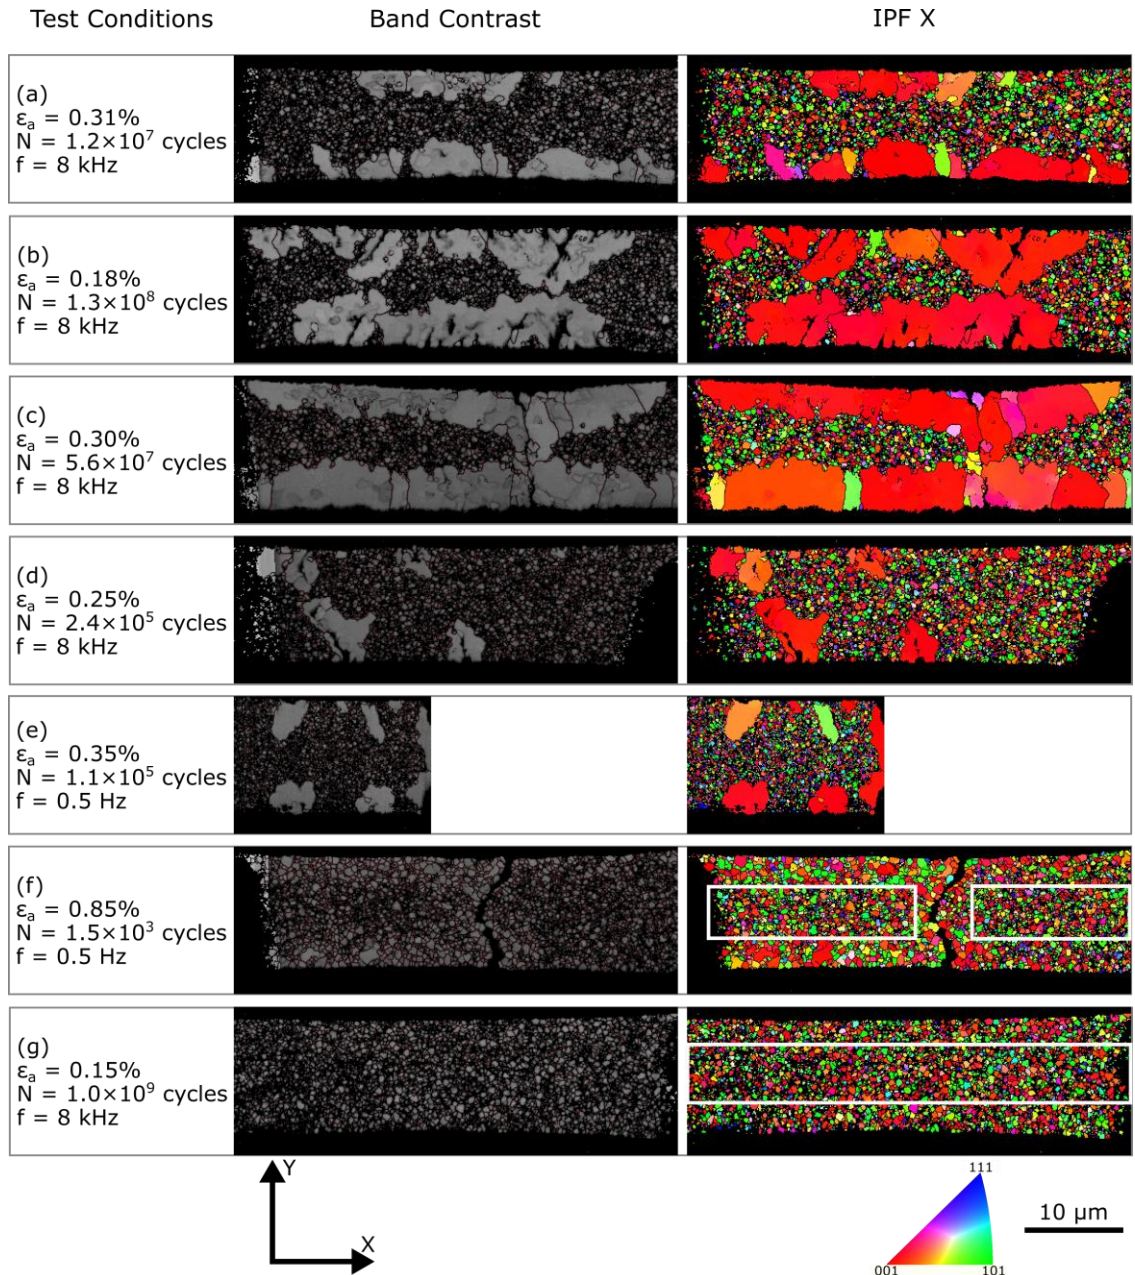 Test Conditions Band Contrast IPF X
(a)
εa = 0.31%
N = 1.2×10⁷ cycles
f = 8 kHz
(b)
εa = 0.18%
N = 1.3×10⁸ cycles
f = 8 kHz
(c)
εa = 0.30%
N = 5.6×10⁷ cycles
f = 8 kHz
(d)
εa = 0.25%
N = 2.4×10⁵ cycles
f = 8 kHz
(e)
εa = 0.35%
N = 1.1×10⁵ cycles
f = 0.5 Hz
(f)
εa = 0.85%
N = 1.5×10³ cycles
f = 0.5 Hz
(g)
εa = 0.15%
N = 1.0×10⁹ cycles
f = 8 kHz
Y
X
111
001 101
10 μm